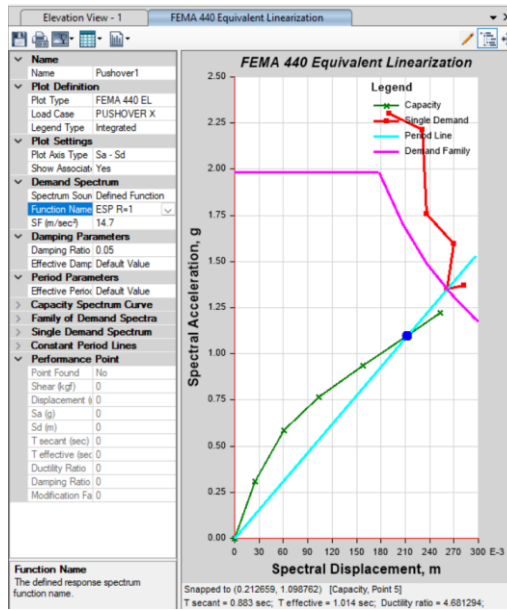 Elevation View - 1
FEMA 440 Equivalent Linearization
Name
Name Pushover1
Plot Definition
Plot Type FEMA 440 EL
Load Case PUSHOVER X
Legend Type Integrated
Plot Settings
Plot Axis Type Sa - Sd
Show Associat Yes
Demand Spectrum
Spectrum Sour Defined Function
Function Name ESP R=1
SF (m/sec²) 14.7
Damping Parameters
Damping Ratio 0.05
Effective Damp Default Value
Period Parameters
Effective Perioc Default Value
Capacity Spectrum Curve
Family of Demand Spectra
Single Demand Spectrum
Constant Period Lines
Performance Point
Point Found No
Shear (kgf) 0
Displacement ( 0
Sa (g) 0
Sd (m) 0
T secant (sec) 0
T effective (sec 0
Ductility Ratio 0
Damping Ratio 0
Modification Fa 0
Function Name
The defined response spectrum
function name.
FEMA 440 Equivalent Linearization
Legend
Capacity
Single Demand
Period Line
Demand Family
Spectral Acceleration, g
2.50
2.25
2.00
1.75
1.50
1.25
1.00
0.75
0.50
0.25
0.00
0 30 60 90 120 150 180 210 240 270 300 E-3
Spectral Displacement, m
Snapped to (0.212659, 1.098762) [Capacity, Point 5]
T secant = 0.883 sec; T effective = 1.014 sec; Ductility ratio = 4.681294;